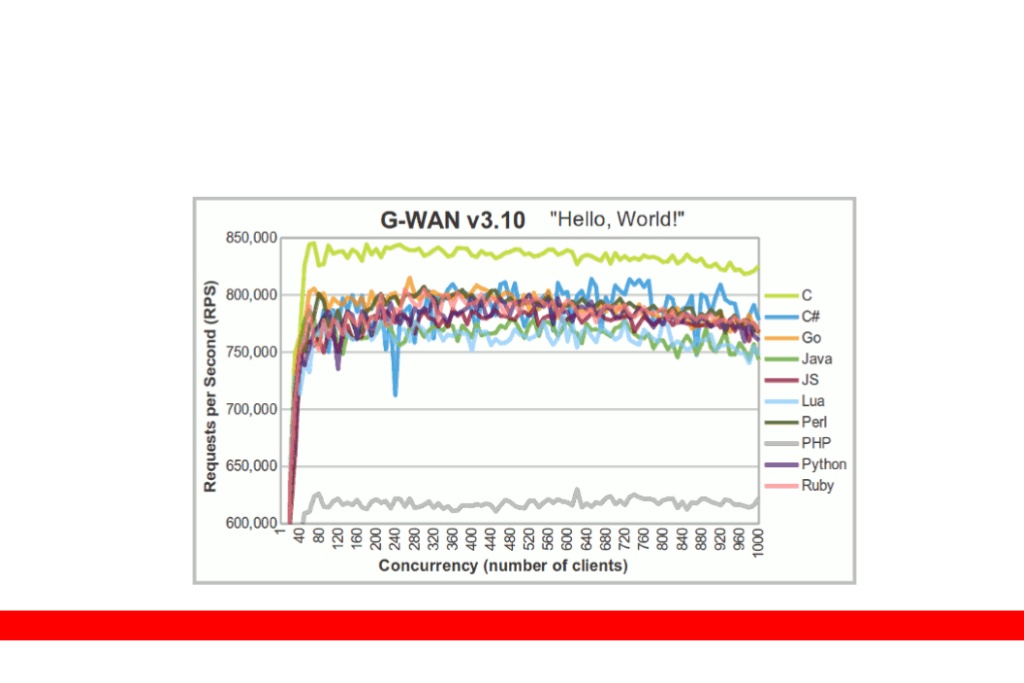 G-WAN v3.10 "Hello, World!"
Requests per Second (RPS)
850,000
800,000
750,000
700,000
650,000
600,000
1 40 80 120 160 200 240 280 320 360 400 440 480 520 560 600 640 680 720 760 800 840 880 920 960 1000
Concurrency (number of clients)
C
C#
Go
Java
JS
Lua
Perl
PHP
Python
Ruby